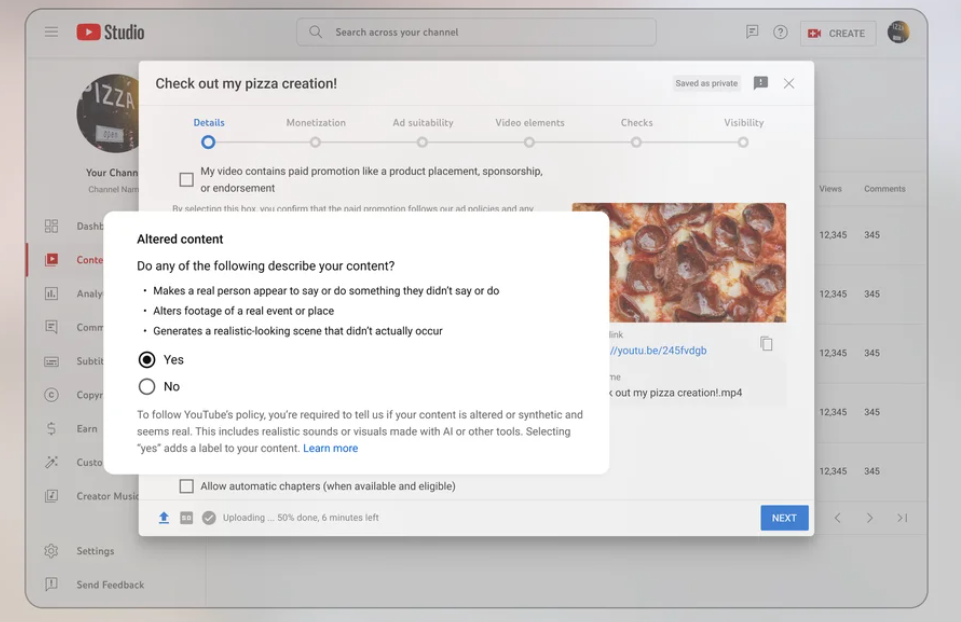 Studio
Search across your channel
CREATE
Check out my pizza creation!
Saved as private
Details
Monetization
Ad suitability
Video elements
Checks
Visibility
PIZZA
Your Chann
Channel Nam
My video contains paid promotion like a product placement, sponsorship,
or endorsement
By selecting this box, you confirm that the paid promotion follows our ad policies and any
Views
Comments
12,345
345
12,345
345
12,345
345
12,345
345
12,345
345
Dashb
Conte
Analy
Comm
Subtit
Copyr
Earn
Custo
Creator Music
Settings
Send Feedback
Altered content
Do any of the following describe your content?
• Makes a real person appear to say or do something they didn't say or do
• Alters footage of a real event or place
• Generates a realistic-looking scene that didn't actually occur
Yes
No
To follow YouTube's policy, you're required to tell us if your content is altered or synthetic and
seems real. This includes realistic sounds or visuals made with AI or other tools. Selecting
"yes" adds a label to your content. Learn more
link
//youtu.be/245fvdgb
me
k out my pizza creation!.mp4
Allow automatic chapters (when available and eligible)
Uploading ... 50% done, 6 minutes left
NEXT